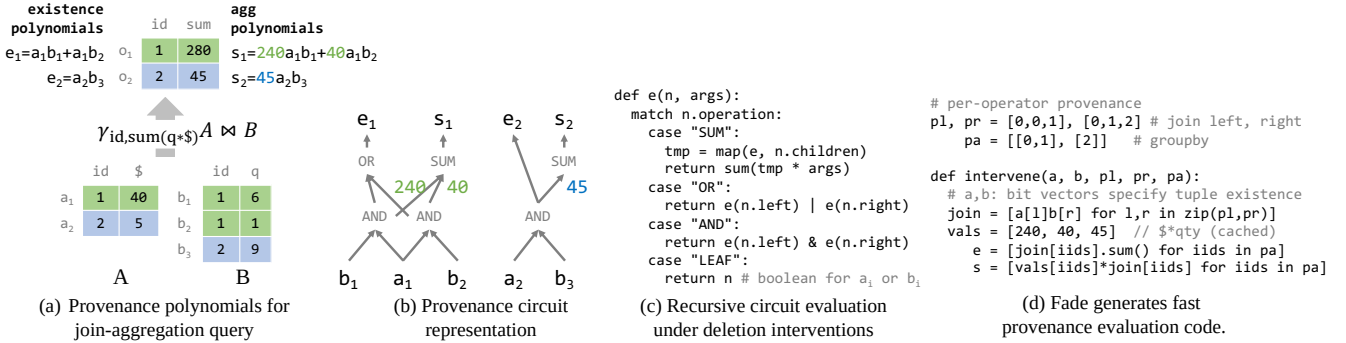 existence
polynomials
id sum
agg
polynomials
e₁=a₁b₁+a₁b₂
o₁ 1 280
s₁=240a₁b₁+40a₁b₂
e₂=a₂b₃
o₂ 2 45
s₂=45a₂b₃
γid,sum(q*$)A ⋈ B
id $
a₁ 1 40
a₂ 2 5
A
id q
b₁ 1 6
b₂ 1 1
b₃ 2 9
B
(a) Provenance polynomials for
join-aggregation query
e₁ s₁ e₂ s₂
OR SUM SUM
240 40 45
AND AND AND
b₁ a₁ b₂ a₂ b₃
(b) Provenance circuit
representation
def e(n, args):
match n.operation:
case "SUM":
tmp = map(e, n.children)
return sum(tmp * args)
case "OR":
return e(n.left) | e(n.right)
case "AND":
return e(n.left) & e(n.right)
case "LEAF":
return n # boolean for aᵢ or bᵢ
(c) Recursive circuit evaluation
under deletion interventions
# per-operator provenance
pl, pr = [0,0,1], [0,1,2] # join left, right
pa = [[0,1], [2]] # groupby
def intervene(a, b, pl, pr, pa):
# a,b: bit vectors specify tuple existence
join = [a[l]b[r] for l,r in zip(pl,pr)]
vals = [240, 40, 45] // $*qty (cached)
e = [join[iids].sum() for iids in pa]
s = [vals[iids]*join[iids] for iids in pa]
(d) Fade generates fast
provenance evaluation code.